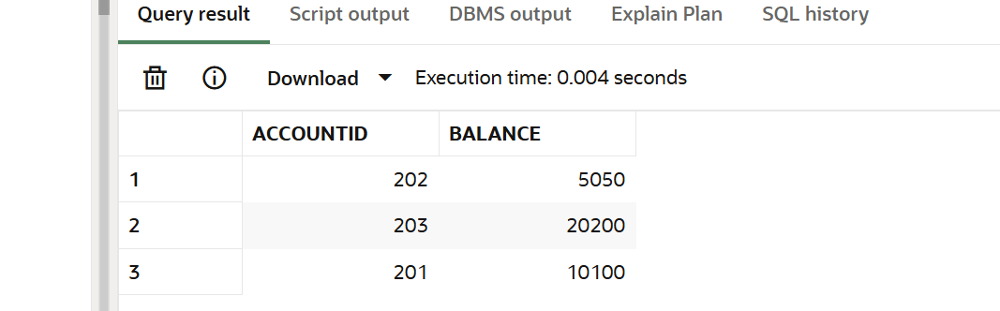 Query result Script output DBMS output Explain Plan SQL history
Download Execution time: 0.004 seconds
ACCOUNTID BALANCE
1 202 5050
2 203 20200
3 201 10100